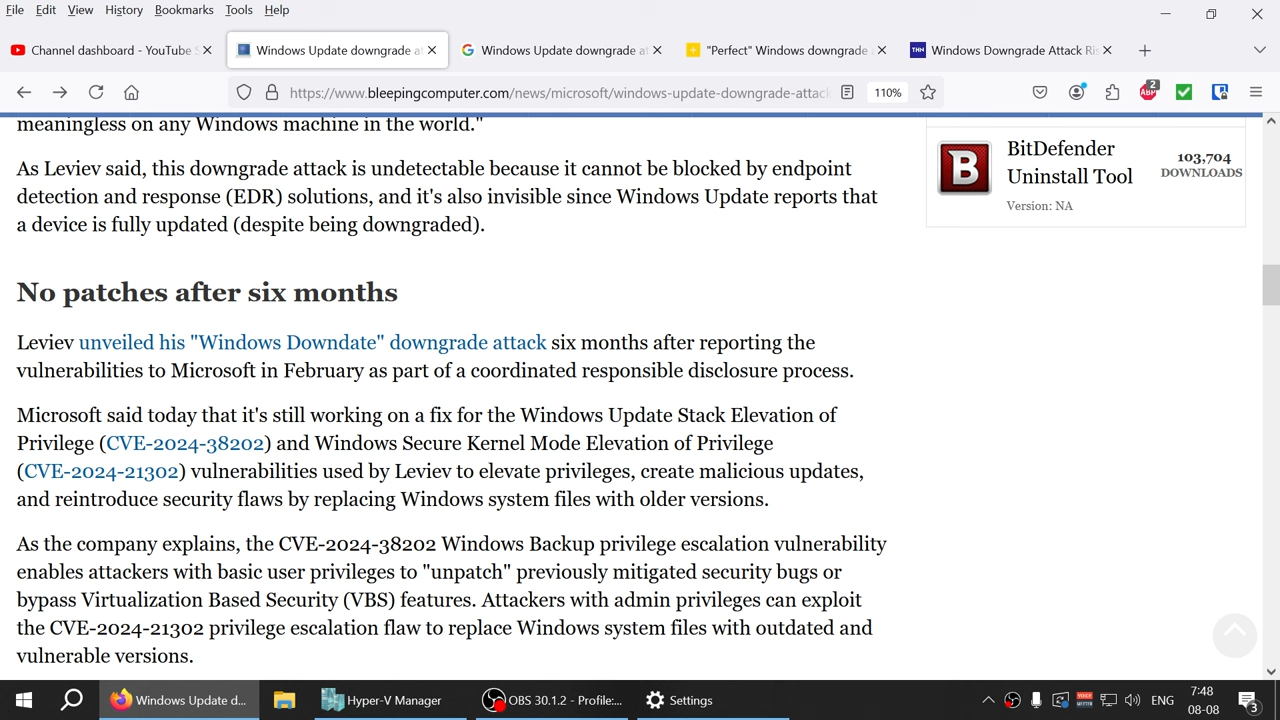 File Edit View History Bookmarks Tools Help
Channel dashboard - YouTube S
Windows Update downgrade at
Windows Update downgrade at
"Perfect" Windows downgrade a
THN Windows Downgrade Attack Ris
https://www.bleepingcomputer.com/news/microsoft/windows-update-downgrade-attack
110%
ABP 2
meaningless on any Windows machine in the world."
As Leviev said, this downgrade attack is undetectable because it cannot be blocked by endpoint
detection and response (EDR) solutions, and it's also invisible since Windows Update reports that
a device is fully updated (despite being downgraded).
B
BitDefender
Uninstall Tool
Version: NA
103,704
DOWNLOADS
No patches after six months
Leviev unveiled his "Windows Downdate" downgrade attack six months after reporting the
vulnerabilities to Microsoft in February as part of a coordinated responsible disclosure process.
Microsoft said today that it's still working on a fix for the Windows Update Stack Elevation of
Privilege (CVE-2024-38202) and Windows Secure Kernel Mode Elevation of Privilege
(CVE-2024-21302) vulnerabilities used by Leviev to elevate privileges, create malicious updates,
and reintroduce security flaws by replacing Windows system files with older versions.
As the company explains, the CVE-2024-38202 Windows Backup privilege escalation vulnerability
enables attackers with basic user privileges to "unpatch" previously mitigated security bugs or
bypass Virtualization Based Security (VBS) features. Attackers with admin privileges can exploit
the CVE-2024-21302 privilege escalation flaw to replace Windows system files with outdated and
vulnerable versions.
Windows Update d...
Hyper-V Manager
OBS 30.1.2 - Profile:...
Settings
VOICE MEETER
ENG
7:48
08-08
3